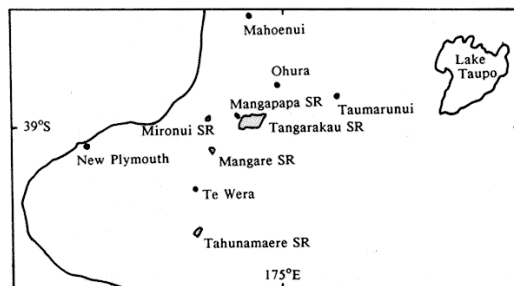 Mahoenui
Lake
Taupo
Ohura
Mangapapa SR
Taumarunui
39°S
Mironui SR
Tangarakau SR
New Plymouth
Mangare SR
Te Wera
Tahunamaere SR
175°E